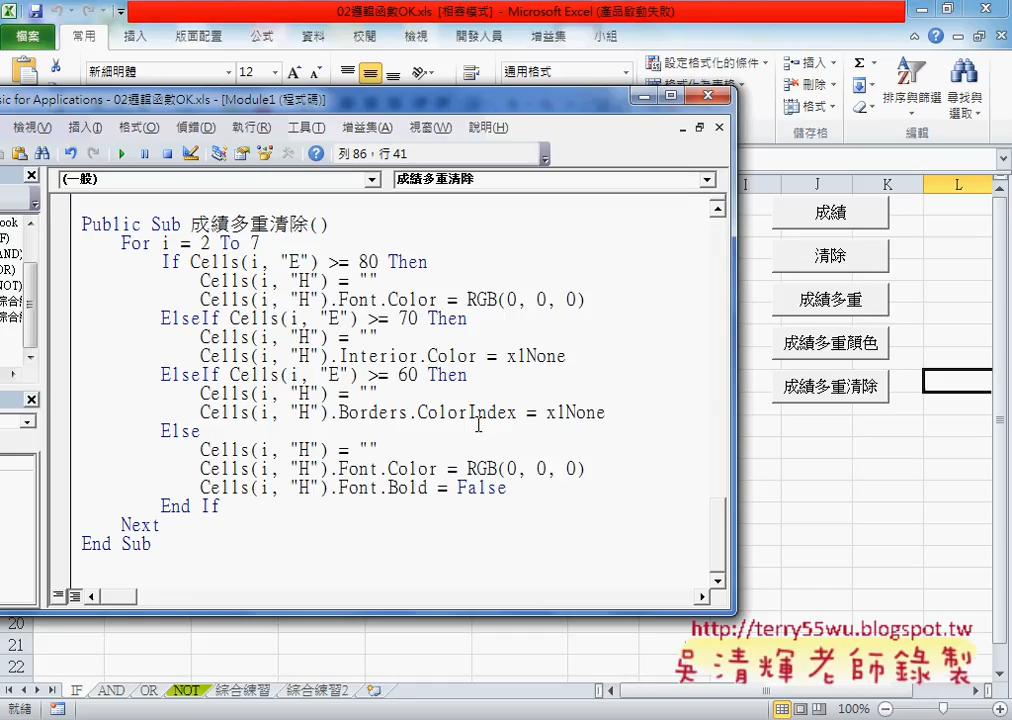 02邏輯函數OK.xls [相容模式] - Microsoft Excel (產品啟動失敗)
檔案 常用 插入 版面配置 公式 資料 校閱 檢視 開發人員 增益集 小組
新細明體 12 通用格式 設定格式化的條件 插入 Σ
刪除 排序與篩選 尋找與選取
格式
儲存格 編輯
sic for Applications - 02邏輯函數OK.xls - [Module1 (程式碼)]
檢視(V) 插入(I) 格式(O) 偵錯(D) 執行(R) 工具(T) 增益集(A) 視窗(W) 說明(H)
列 86，行 41
(一般) 成績多重清除
I J K L
Public Sub 成績多重清除()
For i = 2 To 7
If Cells(i, "E") >= 80 Then
Cells(i, "H") = ""
Cells(i, "H").Font.Color = RGB(0, 0, 0)
ElseIf Cells(i, "E") >= 70 Then
Cells(i, "H") = ""
Cells(i, "H").Interior.Color = xlNone
ElseIf Cells(i, "E") >= 60 Then
Cells(i, "H") = ""
Cells(i, "H").Borders.ColorIndex = xlNone
Else
Cells(i, "H") = ""
Cells(i, "H").Font.Color = RGB(0, 0, 0)
Cells(i, "H").Font.Bold = False
End If
Next
End Sub
成績
清除
成績多重
成績多重顏色
成績多重清除
20
21
22
http://terry55wu.blogspot.tw
吳清輝老師錄製
IF AND OR NOT 綜合練習 綜合練習2
就緒 100%